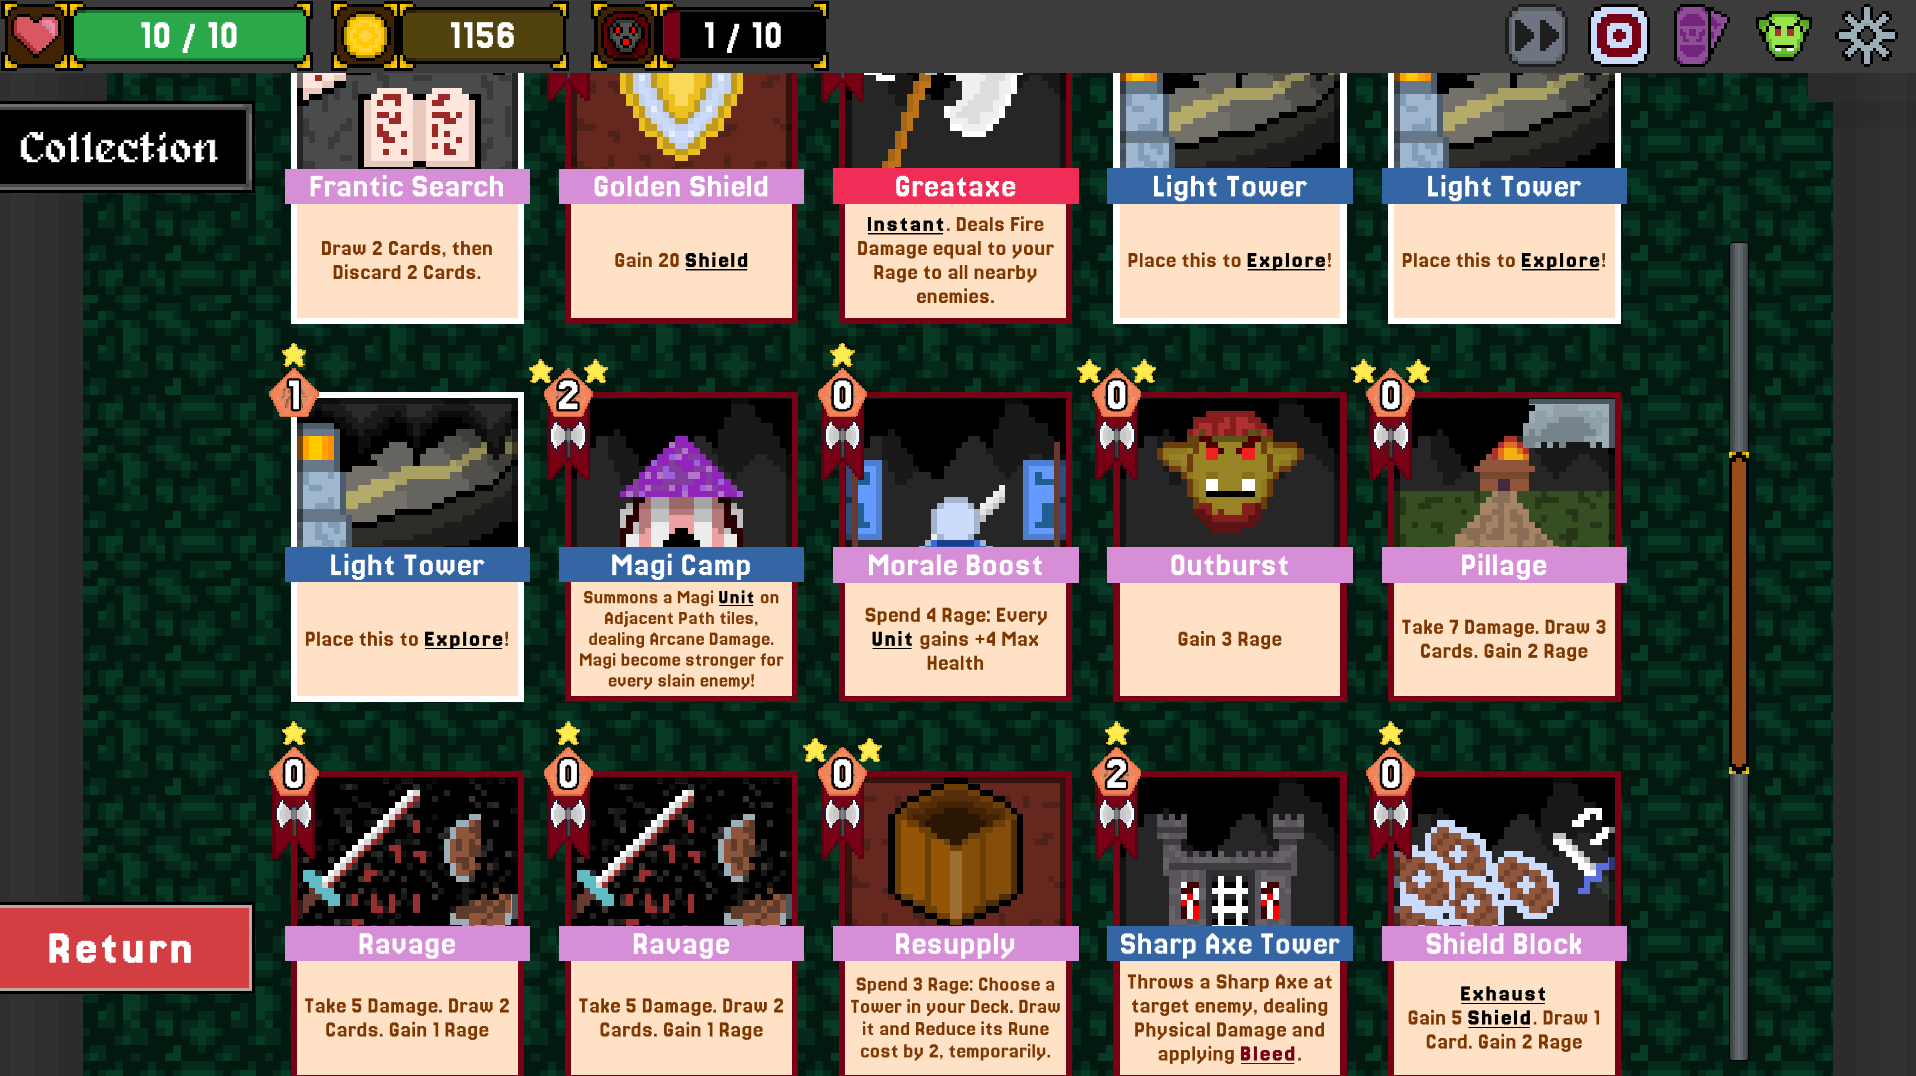 10 / 10
1156
1 / 10
Collection
Frantic Search
Draw 2 Cards, then
Discard 2 Cards.
Golden Shield
Gain 20 Shield
Greataxe
Instant. Deals Fire
Damage equal to your
Rage to all nearby
enemies.
Light Tower
Place this to Explore!
Light Tower
Place this to Explore!
1
Light Tower
Place this to Explore!
2
Magi Camp
Summons a Magi Unit on
Adjacent Path tiles,
dealing Arcane Damage.
Magi become stronger for
every slain enemy!
0
Morale Boost
Spend 4 Rage: Every
Unit gains +4 Max
Health
0
Outburst
Gain 3 Rage
0
Pillage
Take 7 Damage. Draw 3
Cards. Gain 2 Rage
0
Ravage
Take 5 Damage. Draw 2
Cards. Gain 1 Rage
0
Ravage
Take 5 Damage. Draw 2
Cards. Gain 1 Rage
0
Resupply
Spend 3 Rage: Choose a
Tower in your Deck. Draw
it and Reduce its Rune
cost by 2, temporarily.
2
Sharp Axe Tower
Throws a Sharp Axe at
target enemy, dealing
Physical Damage and
applying Bleed.
0
Shield Block
Exhaust
Gain 5 Shield. Draw 1
Card. Gain 2 Rage
Return